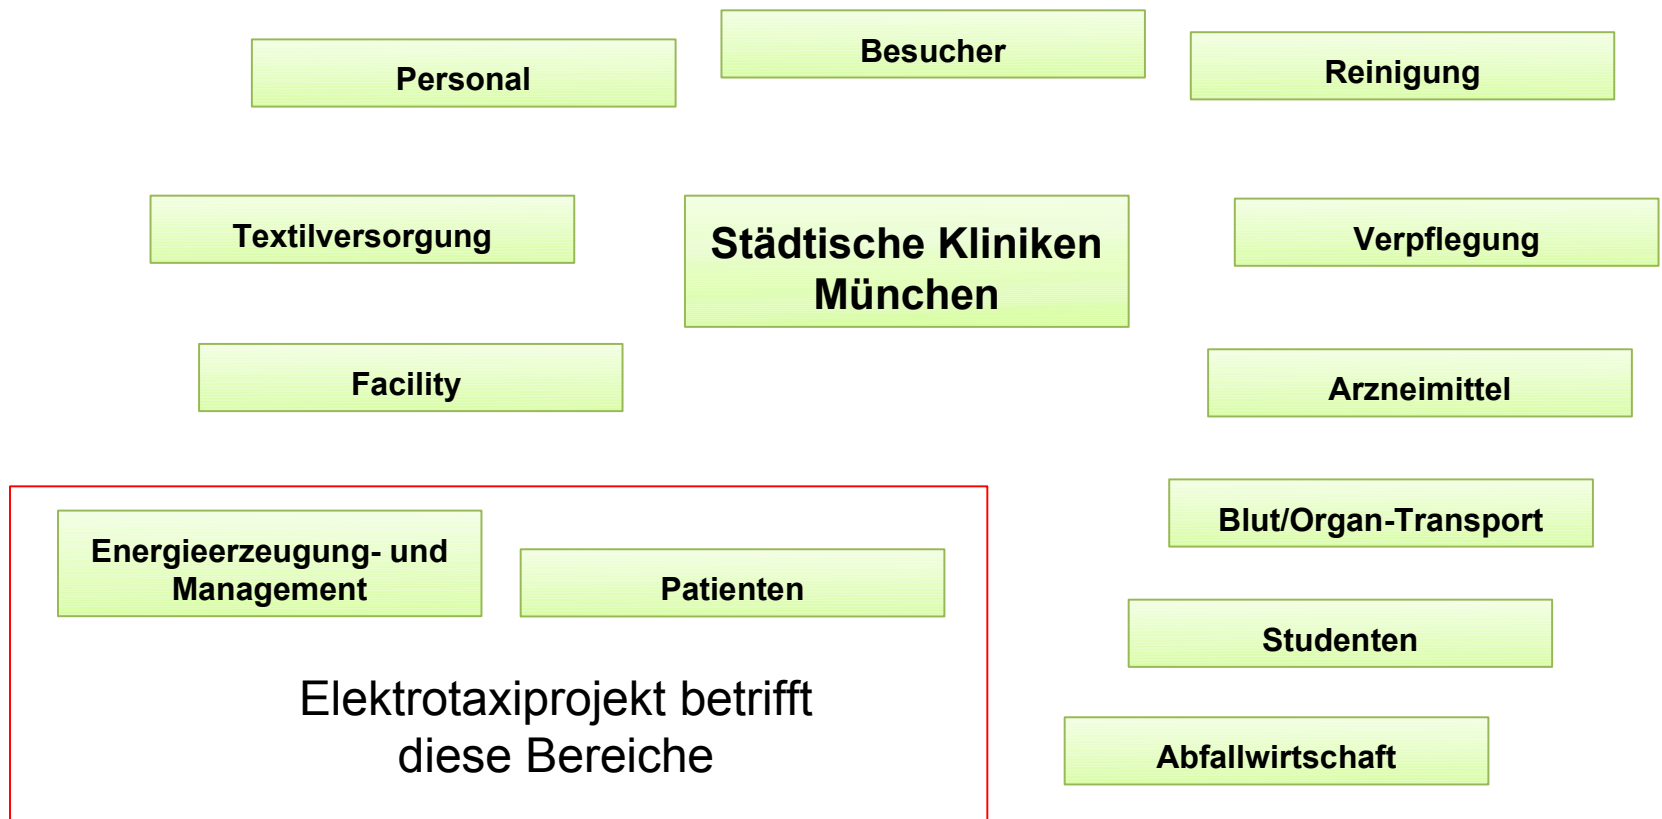 Besucher
Personal
Reinigung
Textilversorgung
Städtische Kliniken
München
Verpflegung
Facility
Arzneimittel
Blut/Organ-Transport
Energieerzeugung- und
Management
Patienten
Studenten
Elektrotaxiprojekt betrifft
diese Bereiche
Abfallwirtschaft